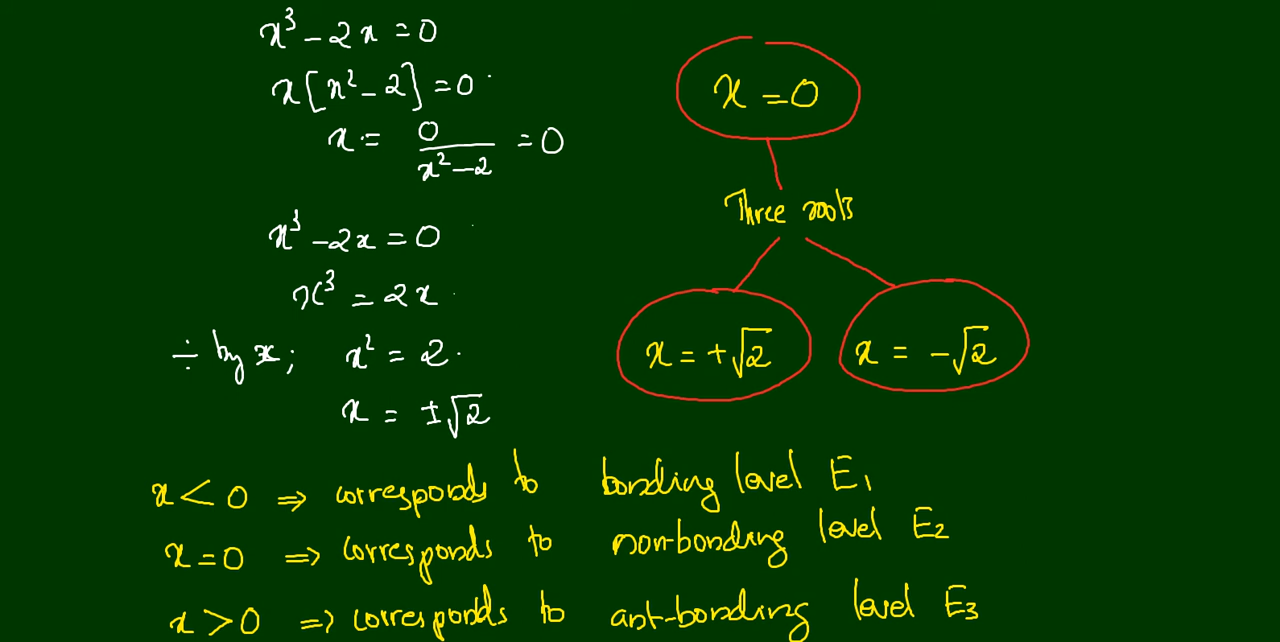 x³ - 2x = 0
x[x² - 2] = 0
x = 0/(x² - 2) = 0
x³ - 2x = 0
x³ = 2x
÷ by x; x² = 2
x = ±√2
x = 0
Three roots
x = +√2
x = -√2
x < 0 ⇒ corresponds to bonding level E₁
x = 0 ⇒ corresponds to non-bonding level E₂
x > 0 ⇒ corresponds to ant-bonding level E₃